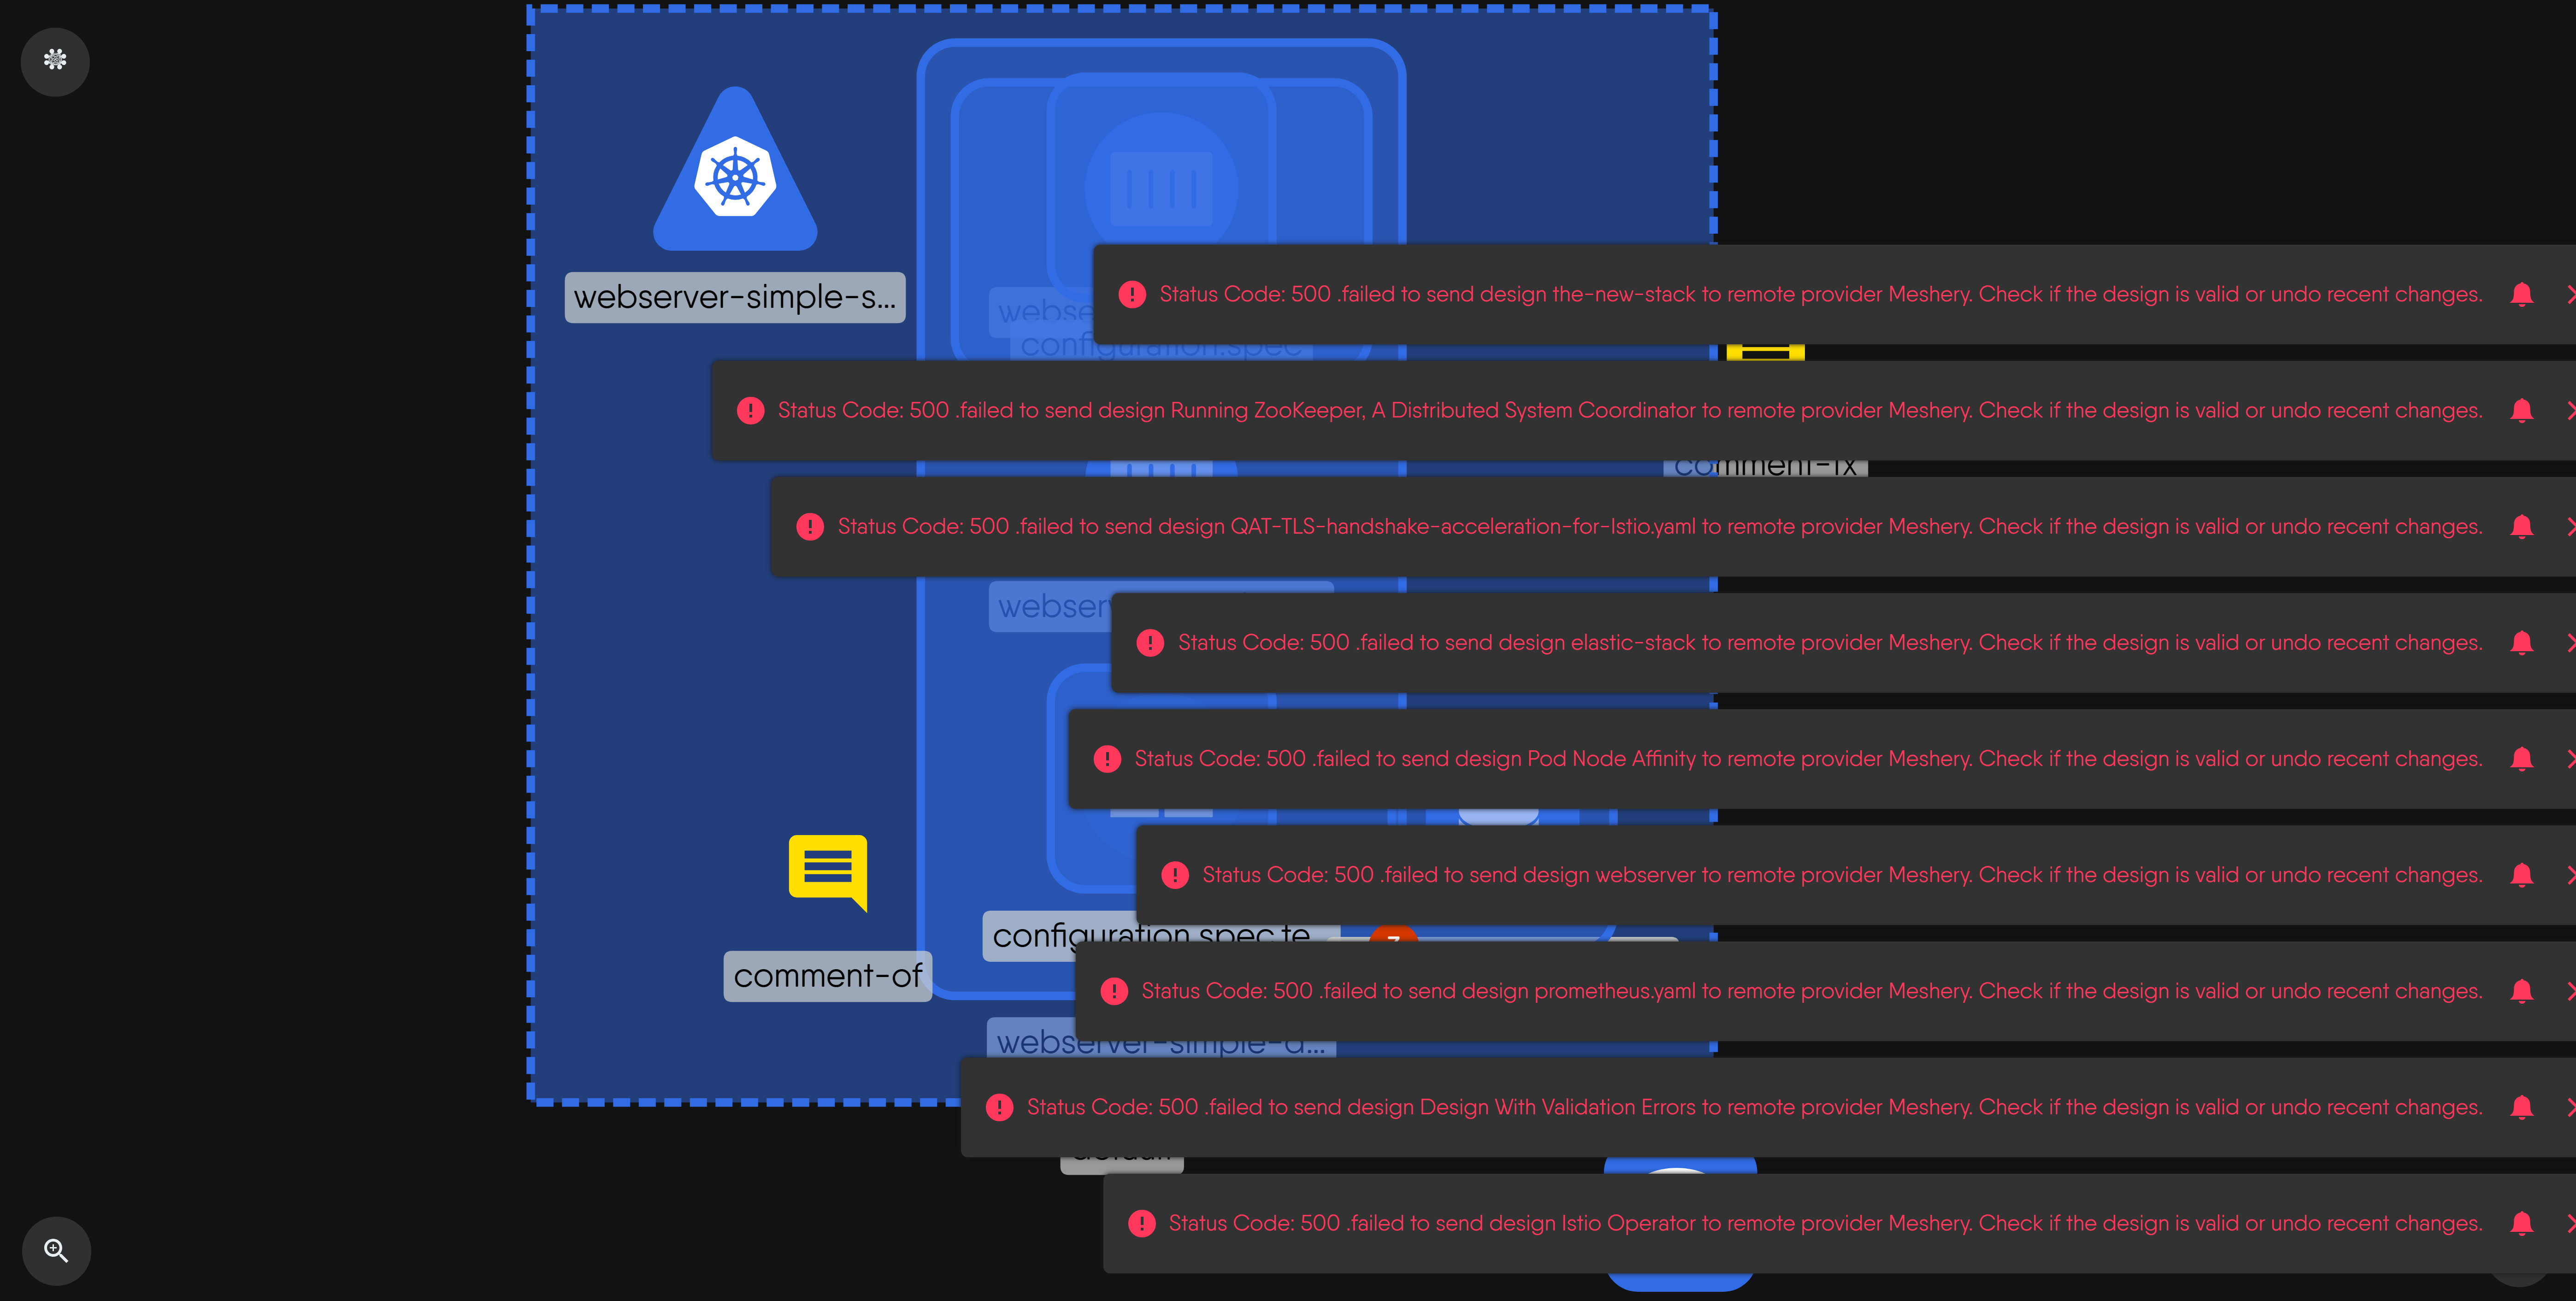 webserver-simple-s...
configuration.spec
Status Code: 500 .failed to send design the-new-stack to remote provider Meshery. Check if the design is valid or undo recent changes.
Status Code: 500 .failed to send design Running ZooKeeper, A Distributed System Coordinator to remote provider Meshery. Check if the design is valid or undo recent changes.
Status Code: 500 .failed to send design QAT-TLS-handshake-acceleration-for-Istio.yaml to remote provider Meshery. Check if the design is valid or undo recent changes.
Status Code: 500 .failed to send design elastic-stack to remote provider Meshery. Check if the design is valid or undo recent changes.
Status Code: 500 .failed to send design Pod Node Affinity to remote provider Meshery. Check if the design is valid or undo recent changes.
Status Code: 500 .failed to send design webserver to remote provider Meshery. Check if the design is valid or undo recent changes.
configuration.spec.te
comment-of
Status Code: 500 .failed to send design prometheus.yaml to remote provider Meshery. Check if the design is valid or undo recent changes.
webserver-simple-d...
Status Code: 500 .failed to send design Design With Validation Errors to remote provider Meshery. Check if the design is valid or undo recent changes.
Status Code: 500 .failed to send design Istio Operator to remote provider Meshery. Check if the design is valid or undo recent changes.